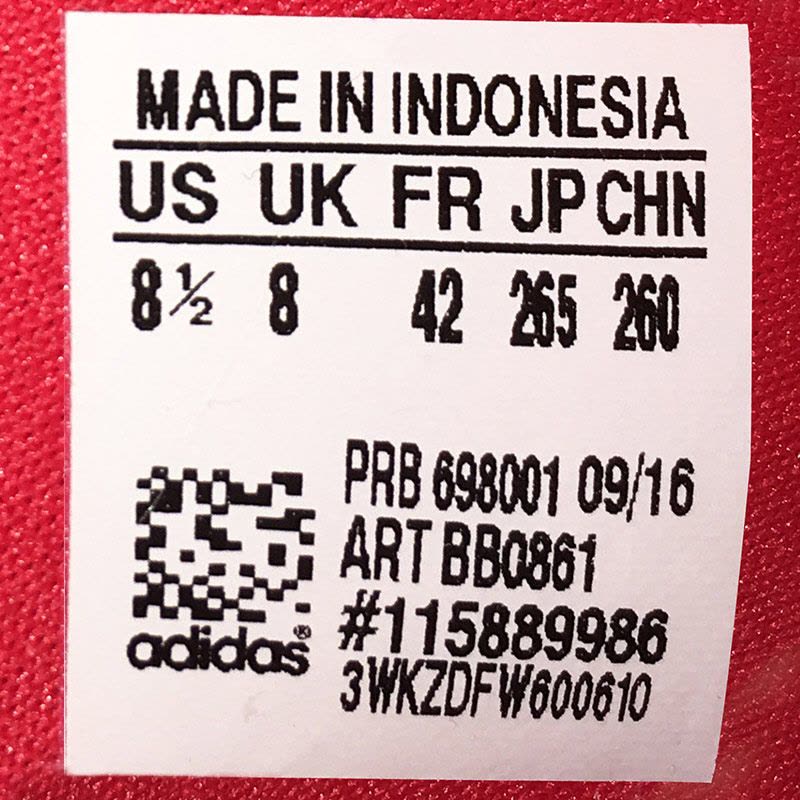 MADE IN INDONESIA
US UK FR JP CHN
8½ 8 42 265 260
PRB 698001 09/16
ART BB0861
#115889986
3WKZDFW600610
adidas®